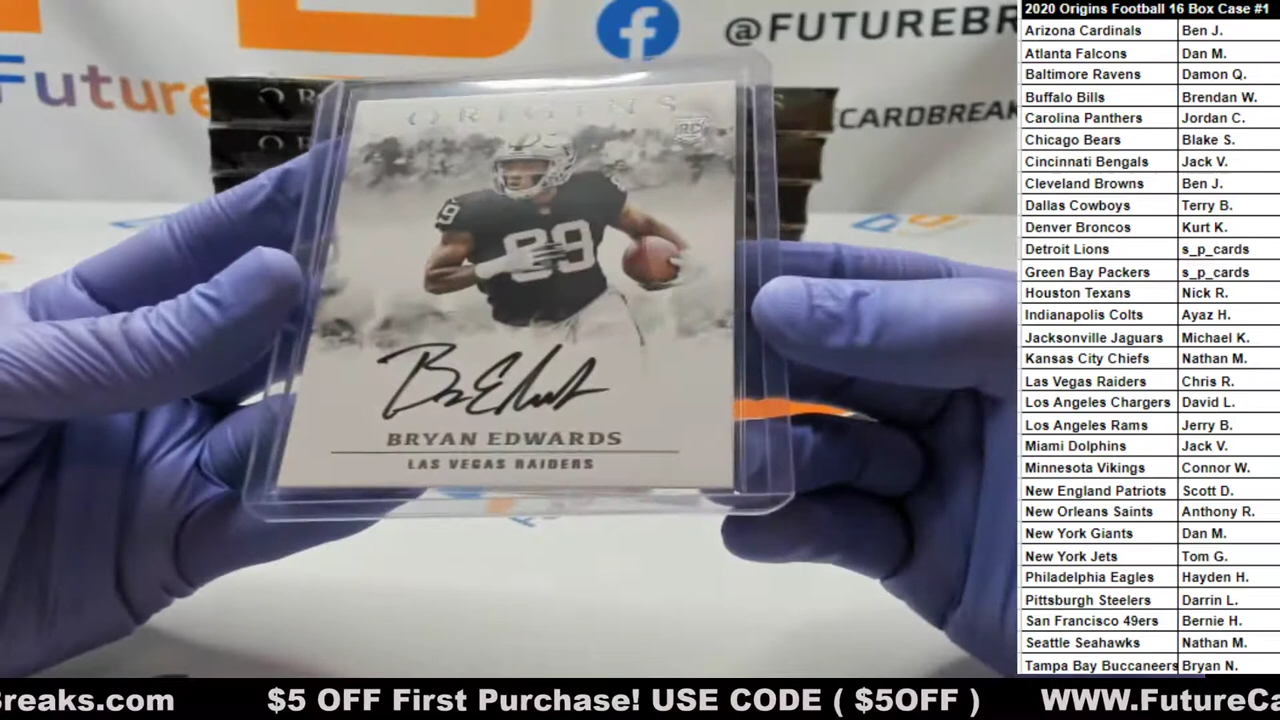 @FUTUREBR
Future
CARDBREAK
ORIGINS
RC
89
BRYAN EDWARDS
LAS VEGAS RAIDERS
2020 Origins Football 16 Box Case #1
Arizona Cardinals Ben J.
Atlanta Falcons Dan M.
Baltimore Ravens Damon Q.
Buffalo Bills Brendan W.
Carolina Panthers Jordan C.
Chicago Bears Blake S.
Cincinnati Bengals Jack V.
Cleveland Browns Ben J.
Dallas Cowboys Terry B.
Denver Broncos Kurt K.
Detroit Lions s_p_cards
Green Bay Packers s_p_cards
Houston Texans Nick R.
Indianapolis Colts Ayaz H.
Jacksonville Jaguars Michael K.
Kansas City Chiefs Nathan M.
Las Vegas Raiders Chris R.
Los Angeles Chargers David L.
Los Angeles Rams Jerry B.
Miami Dolphins Jack V.
Minnesota Vikings Connor W.
New England Patriots Scott D.
New Orleans Saints Anthony R.
New York Giants Dan M.
New York Jets Tom G.
Philadelphia Eagles Hayden H.
Pittsburgh Steelers Darrin L.
San Francisco 49ers Bernie H.
Seattle Seahawks Nathan M.
Tampa Bay Buccaneers Bryan N.
Breaks.com $5 OFF First Purchase! USE CODE ( $5OFF ) WWW.FutureCa